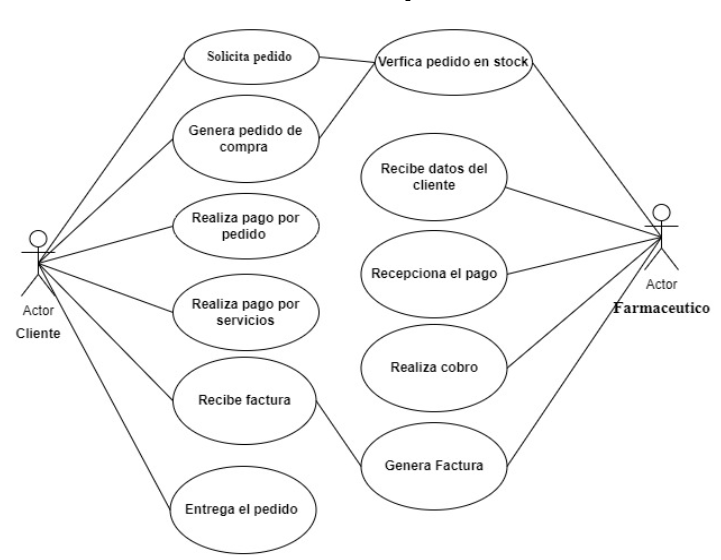 Solicita pedido
Verfica pedido en stock
Genera pedido de
compra
Recibe datos del
cliente
Realiza pago por
pedido
Recepciona el pago
Actor
Cliente
Actor
Farmaceutico
Realiza pago por
servicios
Realiza cobro
Recibe factura
Genera Factura
Entrega el pedido